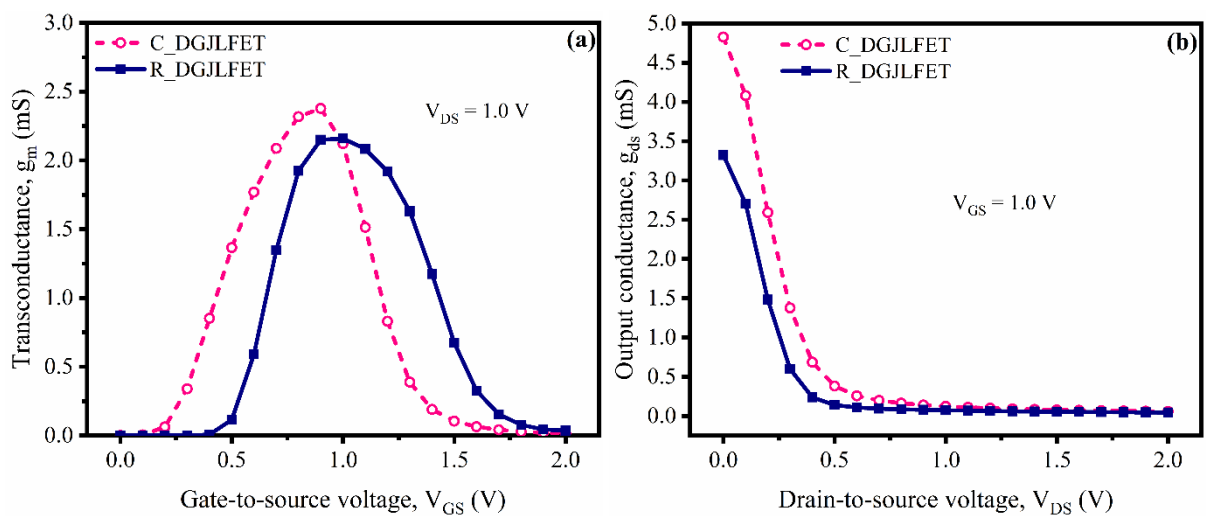 (a)
C_DGJLFET
R_DGJLFET
V_DS = 1.0 V
Transconductance, g_m (mS)
3.0
2.5
2.0
1.5
1.0
0.5
0.0
0.0 0.5 1.0 1.5 2.0
Gate-to-source voltage, V_GS (V)
(b)
C_DGJLFET
R_DGJLFET
V_GS = 1.0 V
Output conductance, g_ds (mS)
5.0
4.5
4.0
3.5
3.0
2.5
2.0
1.5
1.0
0.5
0.0
0.0 0.5 1.0 1.5 2.0
Drain-to-source voltage, V_DS (V)